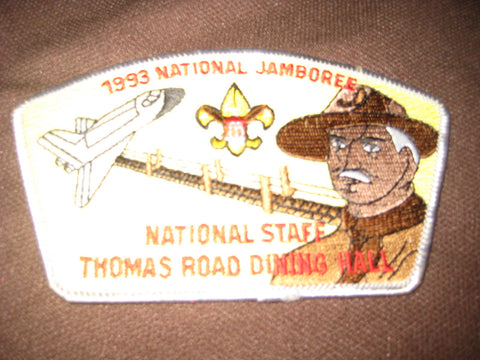 1993 NATIONAL JAMBOREE
NATIONAL STAFF
THOMAS ROAD DINING HALL